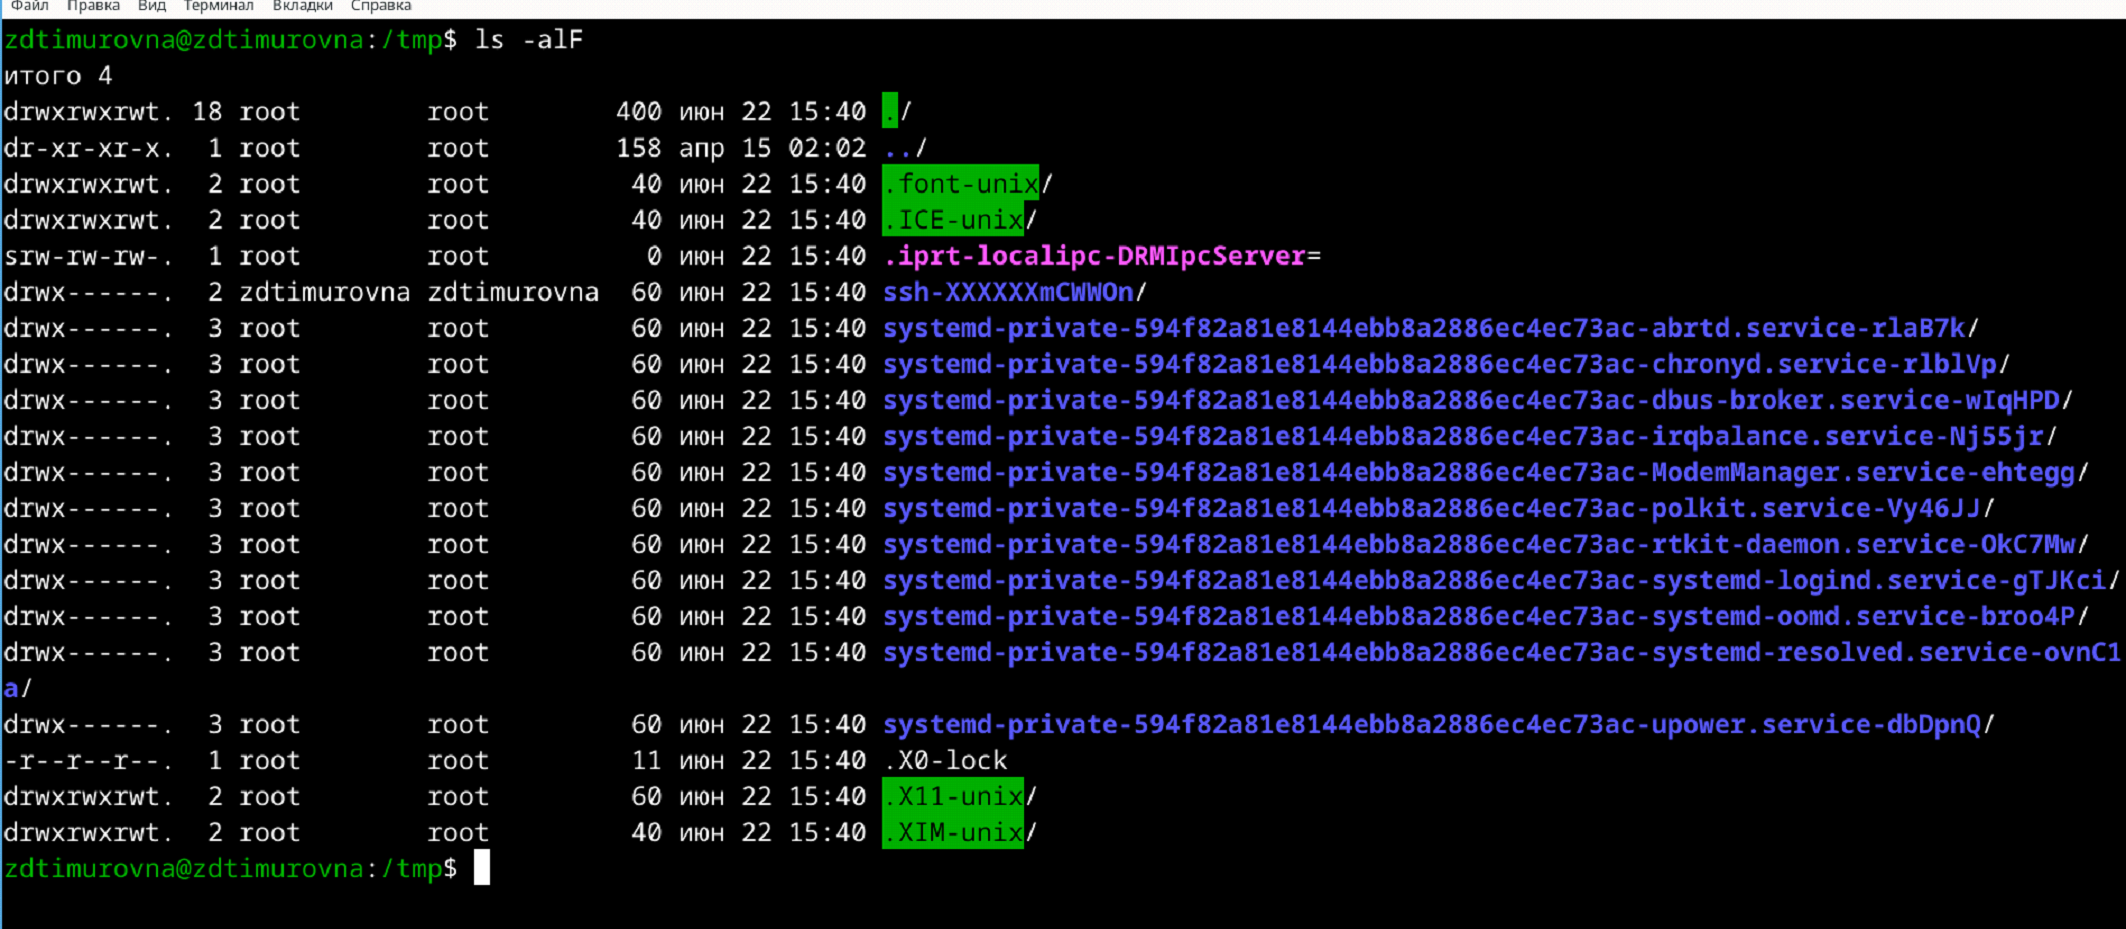 Файл Правка Вид Терминал Вкладки Справка
zdtimurovna@zdtimurovna:/tmp$ ls -alF
итого 4
drwxrwxrwt. 18 root        root        400 июн 22 15:40 ./
dr-xr-xr-x.  1 root        root        158 апр 15 02:02 ../
drwxrwxrwt.  2 root        root         40 июн 22 15:40 .font-unix/
drwxrwxrwt.  2 root        root         40 июн 22 15:40 .ICE-unix/
srw-rw-rw-.  1 root        root          0 июн 22 15:40 .iprt-localipc-DRMIpcServer=
drwx------.  2 zdtimurovna zdtimurovna  60 июн 22 15:40 ssh-XXXXXXmCWWOn/
drwx------.  3 root        root         60 июн 22 15:40 systemd-private-594f82a81e8144ebb8a2886ec4ec73ac-abrtd.service-rlaB7k/
drwx------.  3 root        root         60 июн 22 15:40 systemd-private-594f82a81e8144ebb8a2886ec4ec73ac-chronyd.service-rlblVp/
drwx------.  3 root        root         60 июн 22 15:40 systemd-private-594f82a81e8144ebb8a2886ec4ec73ac-dbus-broker.service-wIqHPD/
drwx------.  3 root        root         60 июн 22 15:40 systemd-private-594f82a81e8144ebb8a2886ec4ec73ac-irqbalance.service-Nj55jr/
drwx------.  3 root        root         60 июн 22 15:40 systemd-private-594f82a81e8144ebb8a2886ec4ec73ac-ModemManager.service-ehtegg/
drwx------.  3 root        root         60 июн 22 15:40 systemd-private-594f82a81e8144ebb8a2886ec4ec73ac-polkit.service-Vy46JJ/
drwx------.  3 root        root         60 июн 22 15:40 systemd-private-594f82a81e8144ebb8a2886ec4ec73ac-rtkit-daemon.service-OkC7Mw/
drwx------.  3 root        root         60 июн 22 15:40 systemd-private-594f82a81e8144ebb8a2886ec4ec73ac-systemd-logind.service-gTJKci/
drwx------.  3 root        root         60 июн 22 15:40 systemd-private-594f82a81e8144ebb8a2886ec4ec73ac-systemd-oomd.service-broo4P/
drwx------.  3 root        root         60 июн 22 15:40 systemd-private-594f82a81e8144ebb8a2886ec4ec73ac-systemd-resolved.service-ovnC1
a/
drwx------.  3 root        root         60 июн 22 15:40 systemd-private-594f82a81e8144ebb8a2886ec4ec73ac-upower.service-dbDpnQ/
-r--r--r--.  1 root        root         11 июн 22 15:40 .X0-lock
drwxrwxrwt.  2 root        root         60 июн 22 15:40 .X11-unix/
drwxrwxrwt.  2 root        root         40 июн 22 15:40 .XIM-unix/
zdtimurovna@zdtimurovna:/tmp$